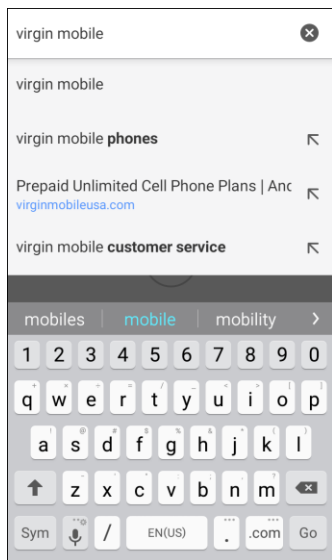 virgin mobile
virgin mobile
virgin mobile phones
Prepaid Unlimited Cell Phone Plans | Anc
virginmobileusa.com
virgin mobile customer service
mobiles mobile mobility
1 2 3 4 5 6 7 8 9 0
q w e r t y u i o p
a s d f g h j k l
z x c v b n m
Sym / EN(US) . .com Go